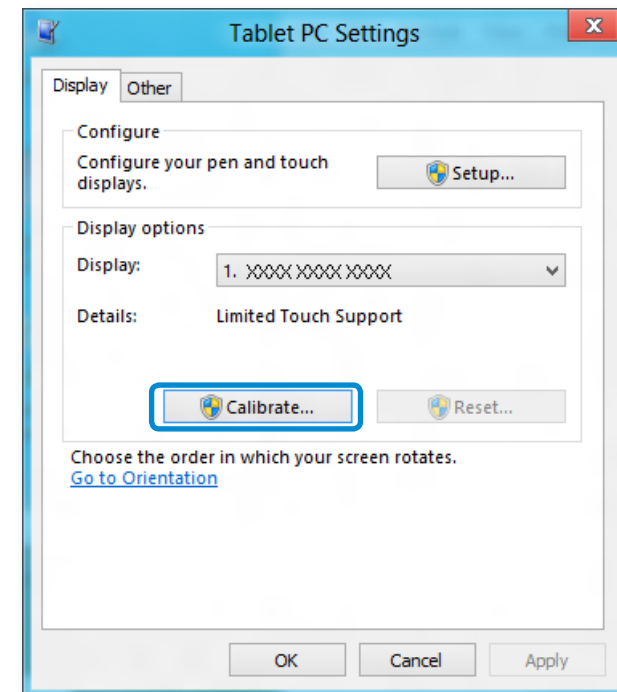 Tablet PC Settings
x
Display Other
Configure
Configure your pen and touch
displays.
Setup...
Display options
Display:
1. XXXX XXXX XXXX
Details: Limited Touch Support
Calibrate... Reset...
Choose the order in which your screen rotates.
Go to Orientation
OK Cancel Apply